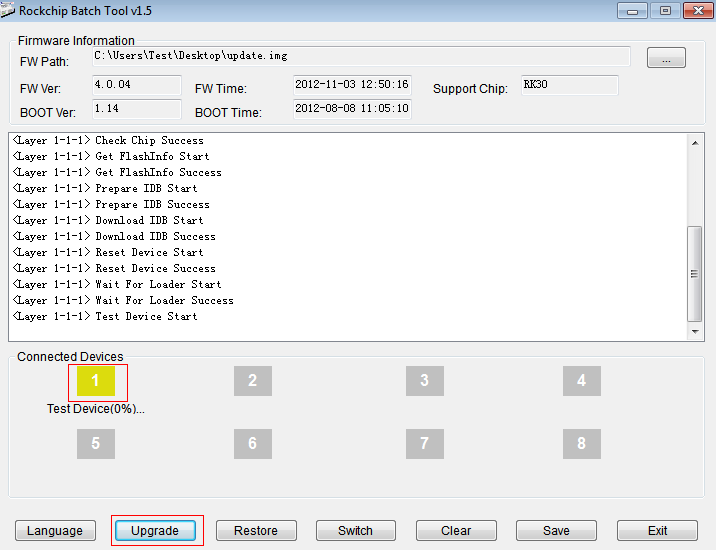 Rockchip Batch Tool v1.5
Firmware Information
FW Path: C:\Users\Test\Desktop\update.img ...
FW Ver: 4.0.04 FW Time: 2012-11-03 12:50:16 Support Chip: RK30
BOOT Ver: 1.14 BOOT Time: 2012-08-08 11:05:10
<Layer 1-1-1> Check Chip Success
<Layer 1-1-1> Get FlashInfo Start
<Layer 1-1-1> Get FlashInfo Success
<Layer 1-1-1> Prepare IDB Start
<Layer 1-1-1> Prepare IDB Success
<Layer 1-1-1> Download IDB Start
<Layer 1-1-1> Download IDB Success
<Layer 1-1-1> Reset Device Start
<Layer 1-1-1> Reset Device Success
<Layer 1-1-1> Wait For Loader Start
<Layer 1-1-1> Wait For Loader Success
<Layer 1-1-1> Test Device Start
Connected Devices
1 2 3 4
Test Device(0%)...
5 6 7 8
Language Upgrade Restore Switch Clear Save Exit